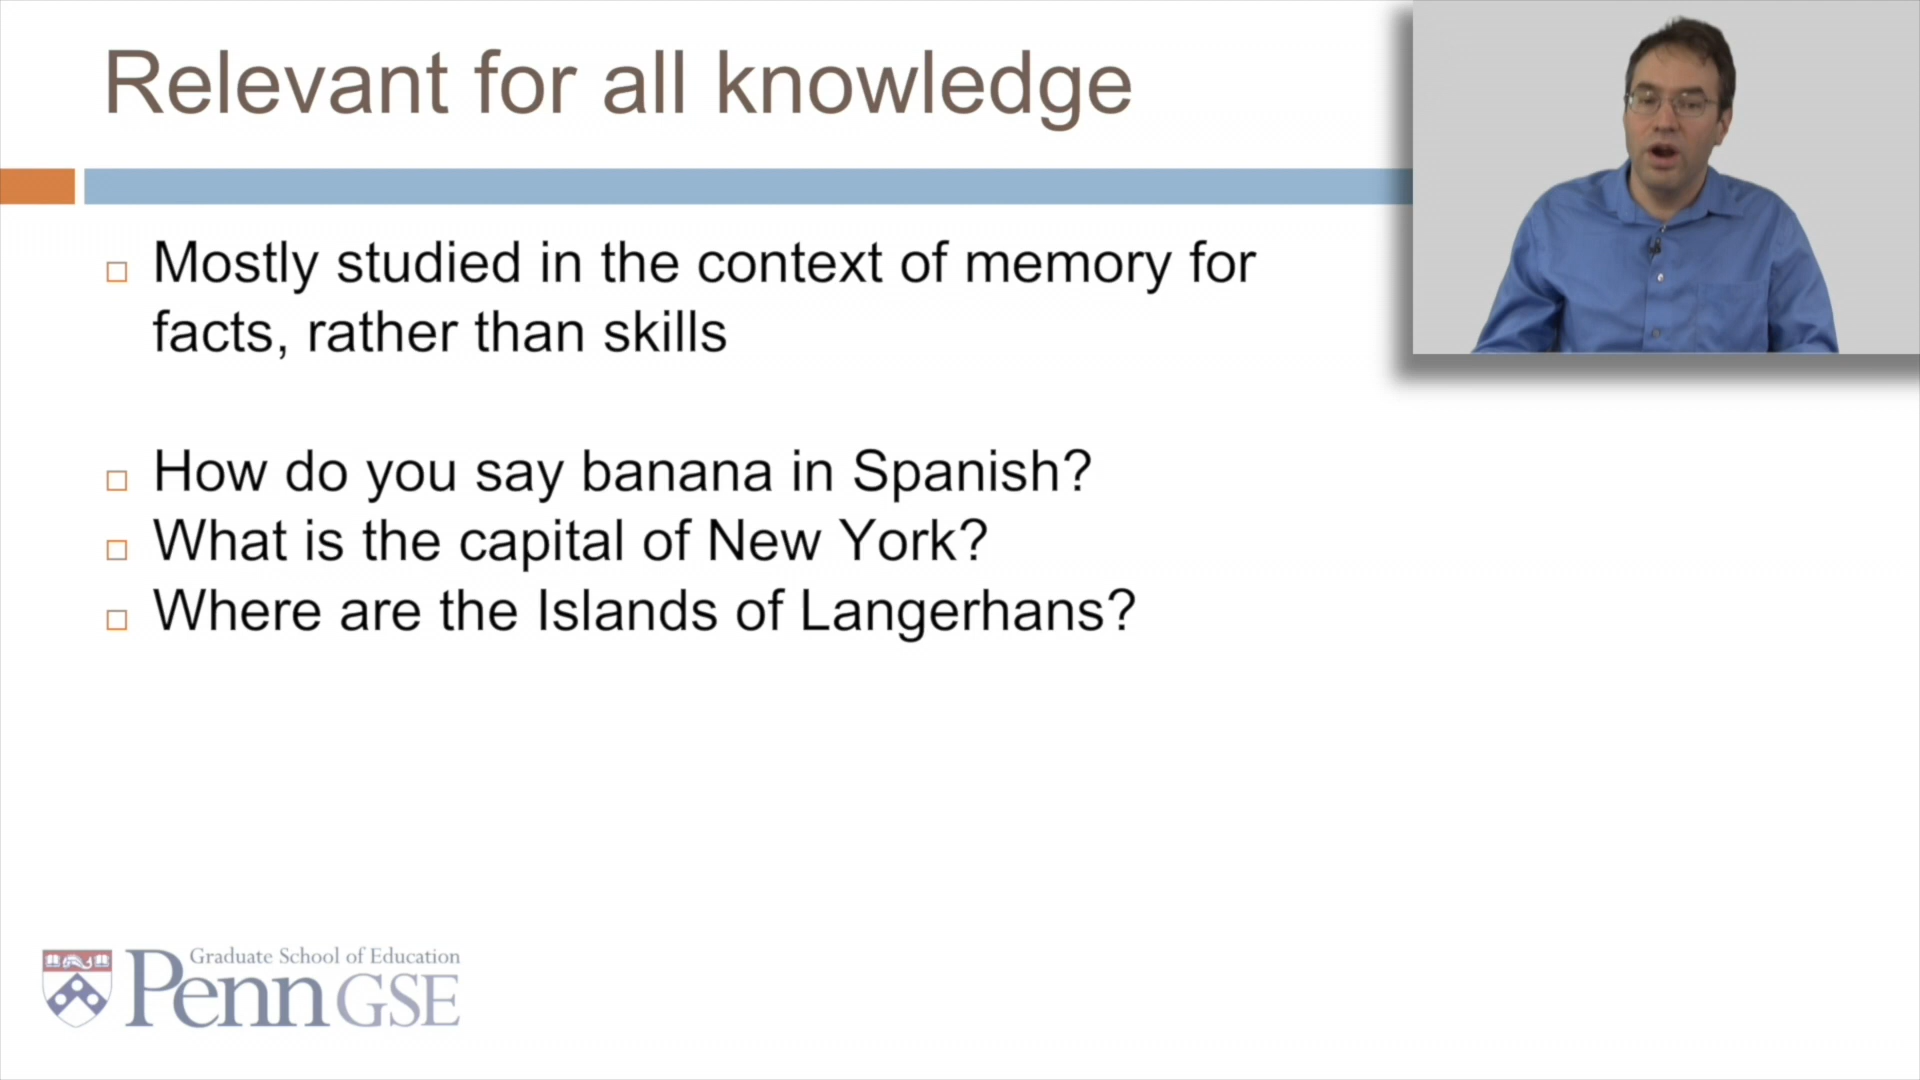 Relevant for all knowledge
Mostly studied in the context of memory for
facts, rather than skills
How do you say banana in Spanish?
What is the capital of New York?
Where are the Islands of Langerhans?
Graduate School of Education
Penn GSE